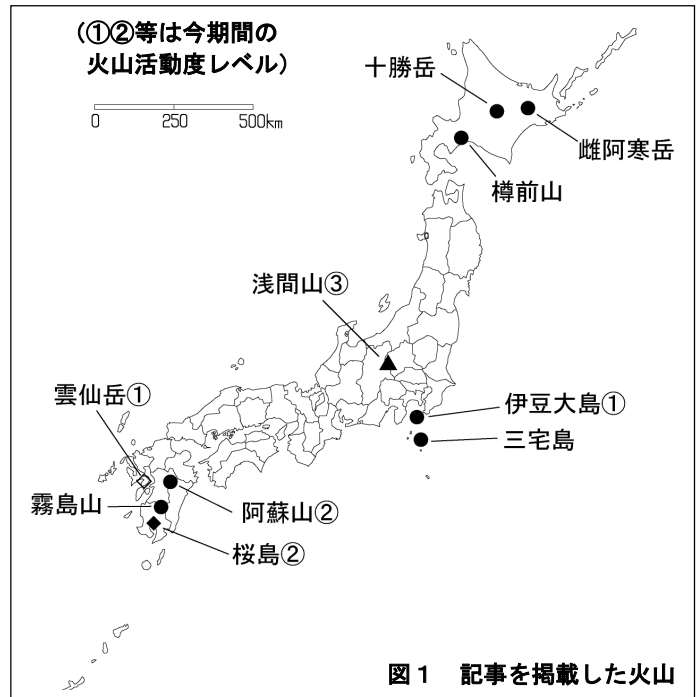 (①②等は今期間の
火山活動度レベル)
0 250 500km
十勝岳
雌阿寒岳
樽前山
浅間山③
雲仙岳①
伊豆大島①
三宅島
霧島山
阿蘇山②
桜島②
図1 記事を掲載した火山